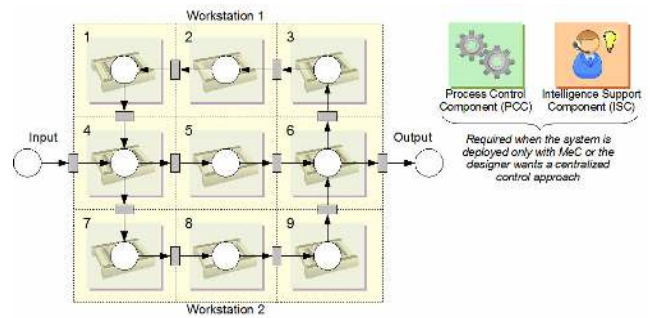 Workstation 1
1 2 3
Input 4 5 6 Output
7 8 9
Workstation 2
Process Control
Component (PCC)
Intelligence Support
Component (ISC)
Required when the system is
deployed only with MeC or the
designer wants a centralized
control approach